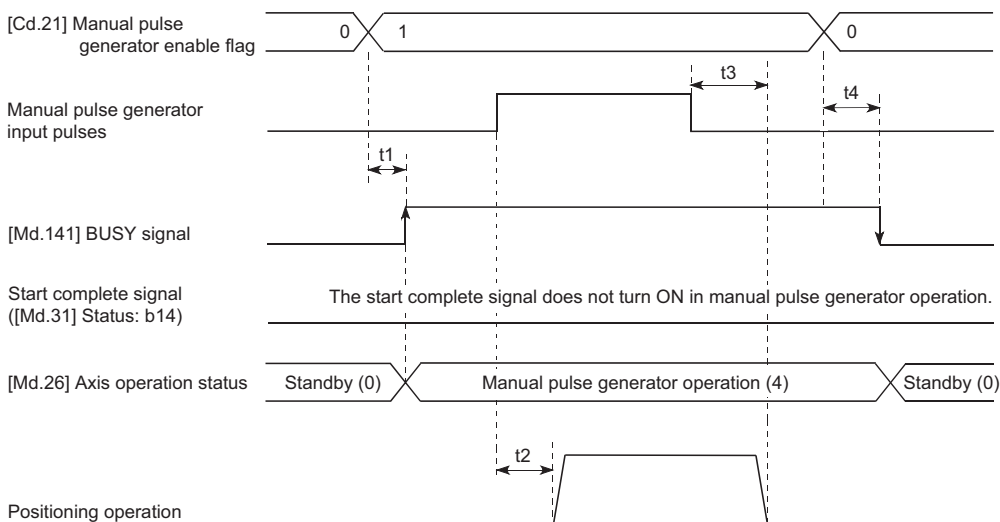 [Cd.21] Manual pulse
generator enable flag
0
1
0
t3
Manual pulse generator
input pulses
t4
t1
[Md.141] BUSY signal
Start complete signal
([Md.31] Status: b14)
The start complete signal does not turn ON in manual pulse generator operation.
[Md.26] Axis operation status
Standby (0)
Manual pulse generator operation (4)
Standby (0)
t2
Positioning operation